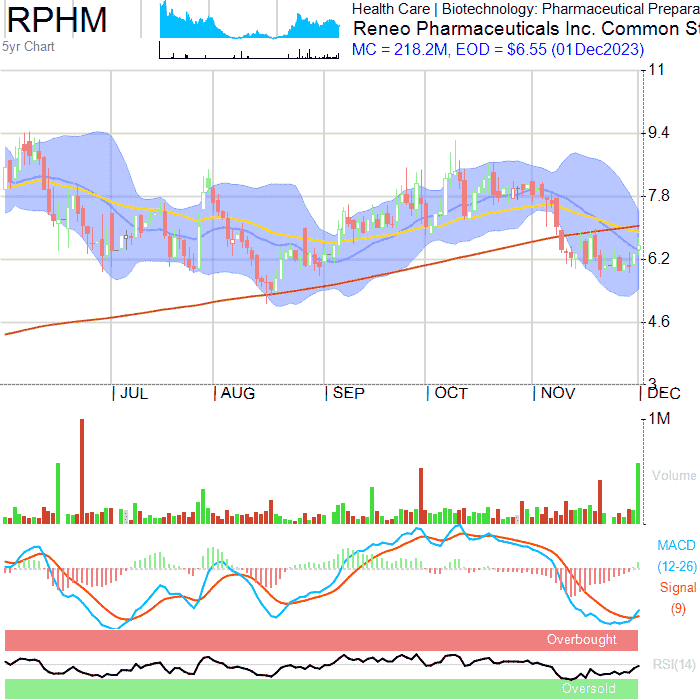 RPHM
5yr Chart
Health Care | Biotechnology: Pharmaceutical Prepara
Reneo Pharmaceuticals Inc. Common St
MC = 218.2M, EOD = $6.55 (01Dec2023)
11
9.4
7.8
6.2
4.6
3
JUL
AUG
SEP
OCT
NOV
DEC
1M
Volume
MACD
(12-26)
Signal
(9)
Overbought
RSI(14)
Oversold